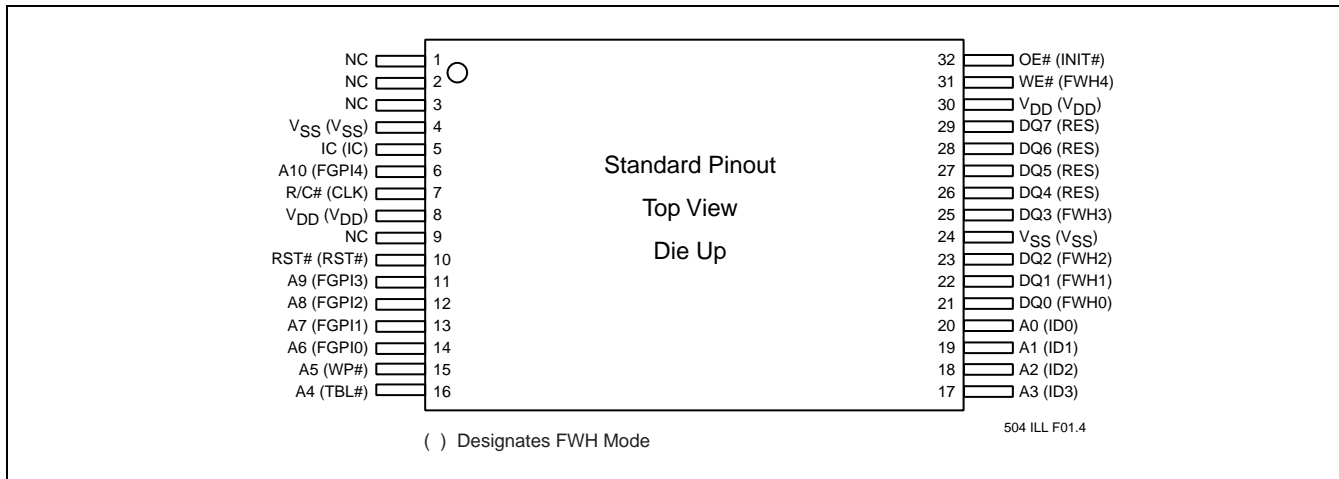 NC 1
NC 2
NC 3
VSS (VSS) 4
IC (IC) 5
A10 (FGPI4) 6
R/C# (CLK) 7
VDD (VDD) 8
NC 9
RST# (RST#) 10
A9 (FGPI3) 11
A8 (FGPI2) 12
A7 (FGPI1) 13
A6 (FGPI0) 14
A5 (WP#) 15
A4 (TBL#) 16
Standard Pinout
Top View
Die Up
32 OE# (INIT#)
31 WE# (FWH4)
30 VDD (VDD)
29 DQ7 (RES)
28 DQ6 (RES)
27 DQ5 (RES)
26 DQ4 (RES)
25 DQ3 (FWH3)
24 VSS (VSS)
23 DQ2 (FWH2)
22 DQ1 (FWH1)
21 DQ0 (FWH0)
20 A0 (ID0)
19 A1 (ID1)
18 A2 (ID2)
17 A3 (ID3)
504 ILL F01.4
( ) Designates FWH Mode